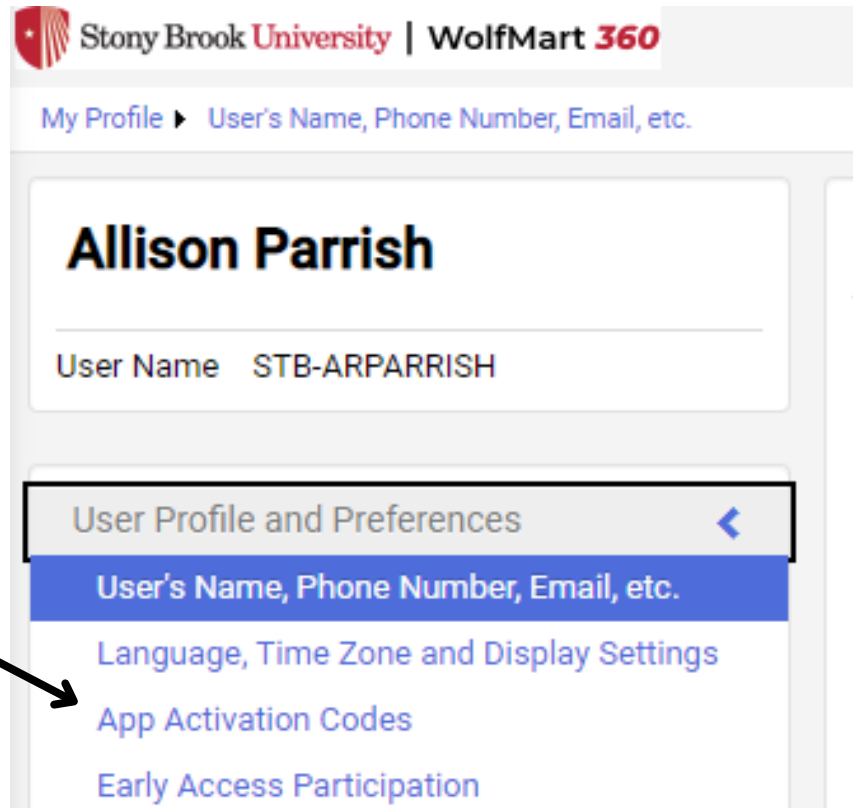 Stony Brook University | WolfMart 360
My Profile ▶ User's Name, Phone Number, Email, etc.
Allison Parrish
User Name STB-ARPARRISH
User Profile and Preferences
User's Name, Phone Number, Email, etc.
Language, Time Zone and Display Settings
App Activation Codes
Early Access Participation